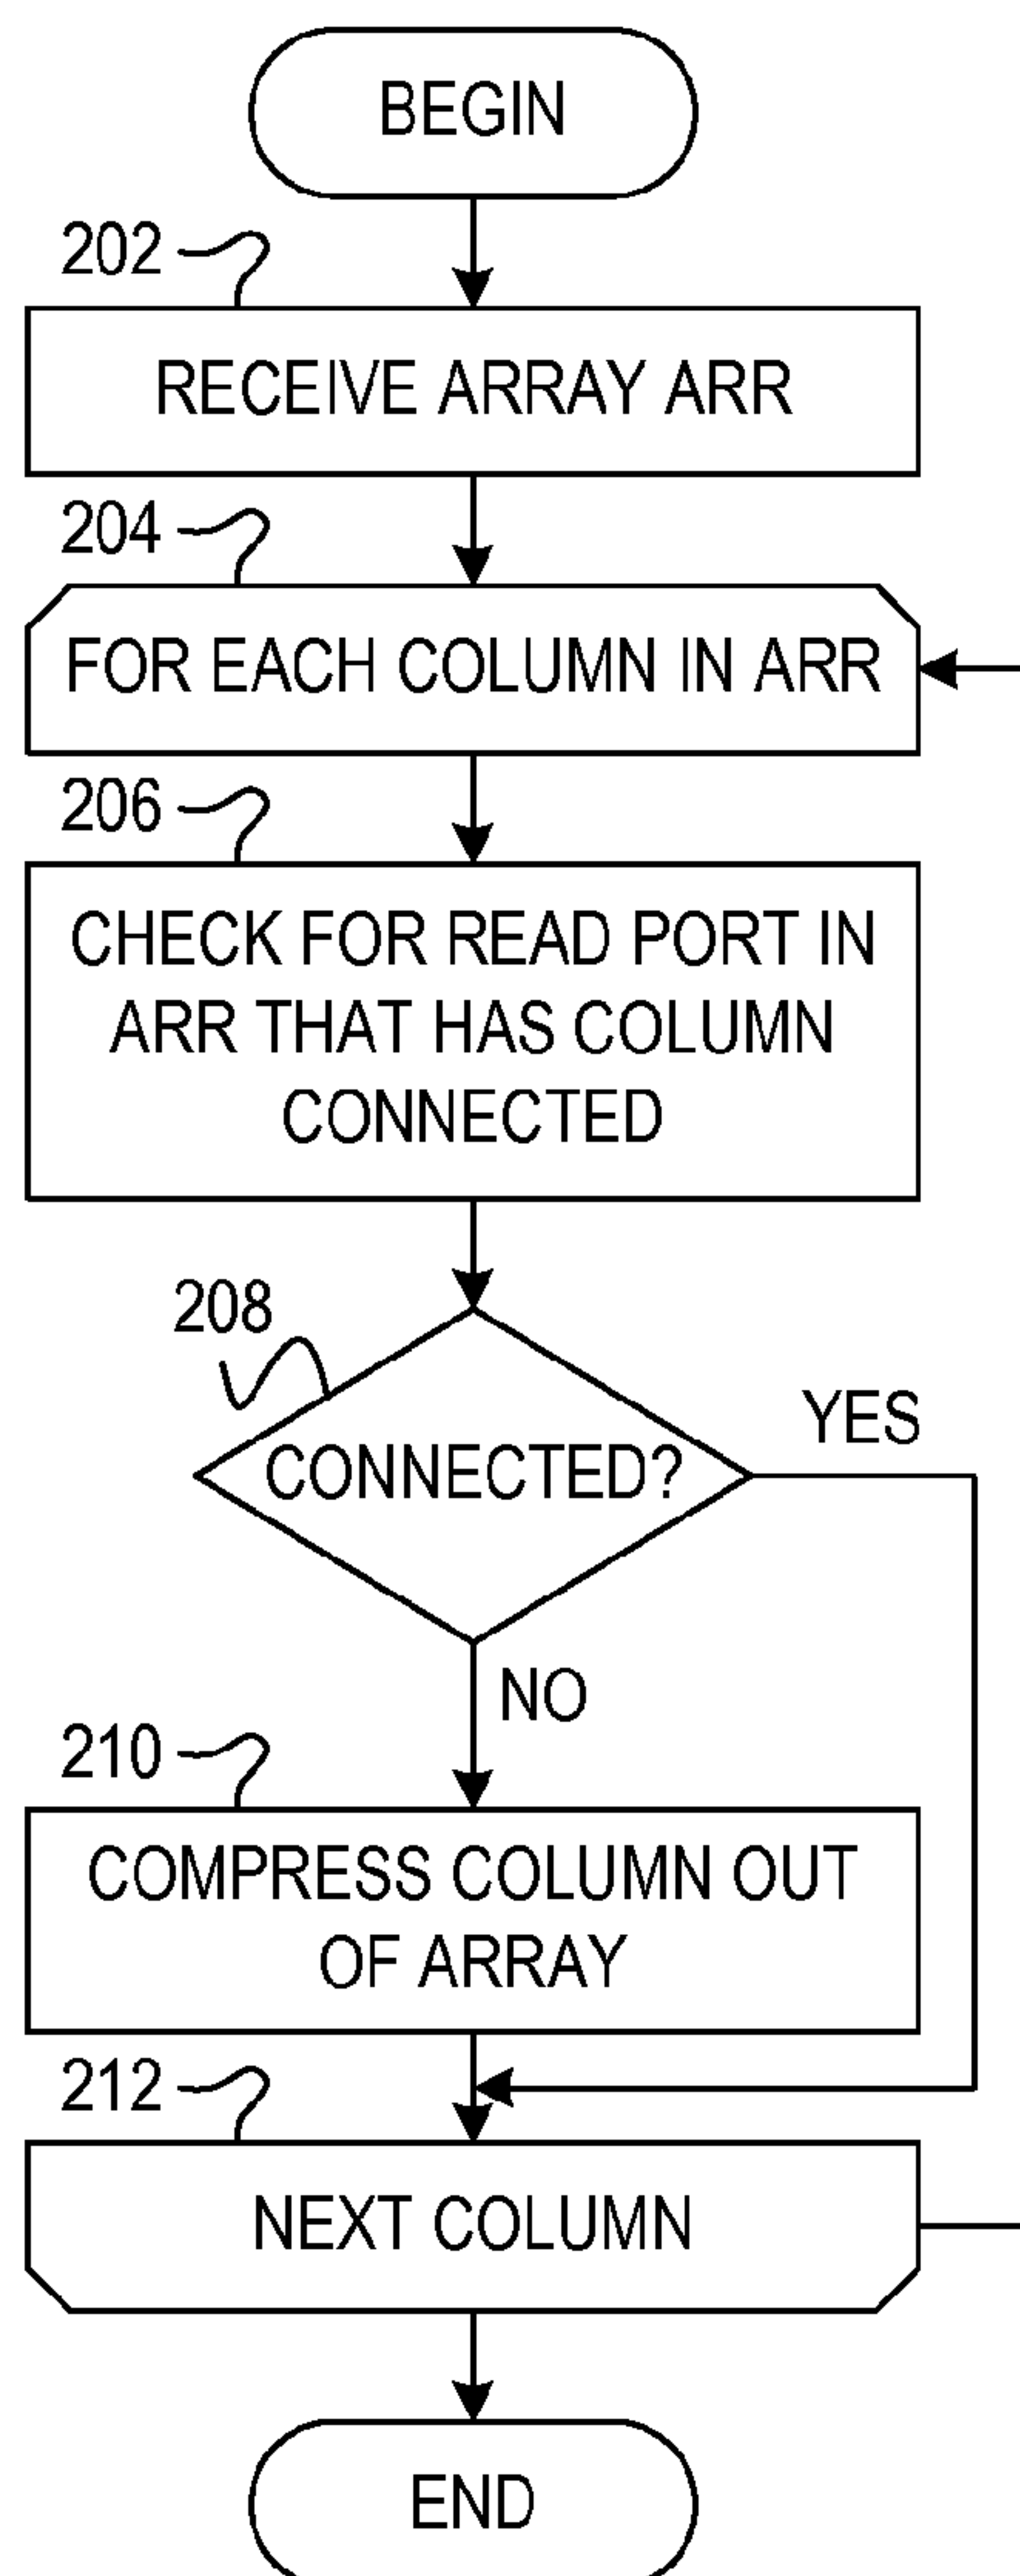 BEGIN
202
RECEIVE ARRAY ARR
204
FOR EACH COLUMN IN ARR
206
CHECK FOR READ PORT IN
ARR THAT HAS COLUMN
CONNECTED
208
CONNECTED?
YES
NO
210
COMPRESS COLUMN OUT
OF ARRAY
212
NEXT COLUMN
END